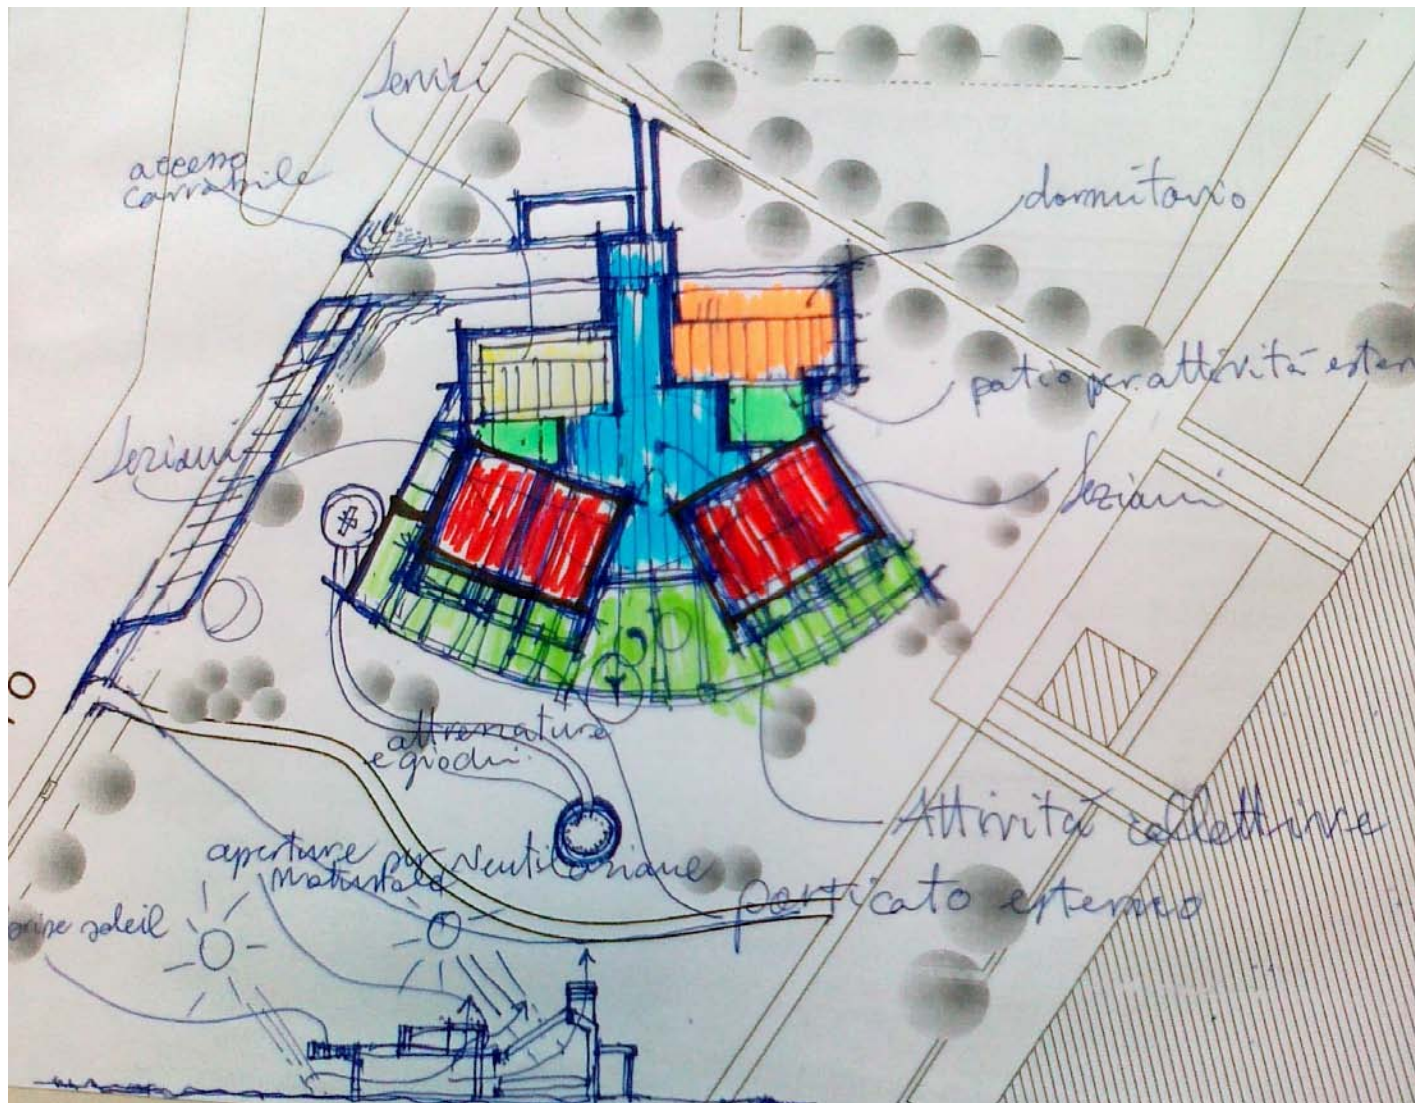 Servizi
accesso
carrabile
dormitorio
patio per attività estern
Sezioni
Sezioni
attrezzature
e giochi
Attività collettive
aperture per ventilazione
naturale
porticato esterno
soleil